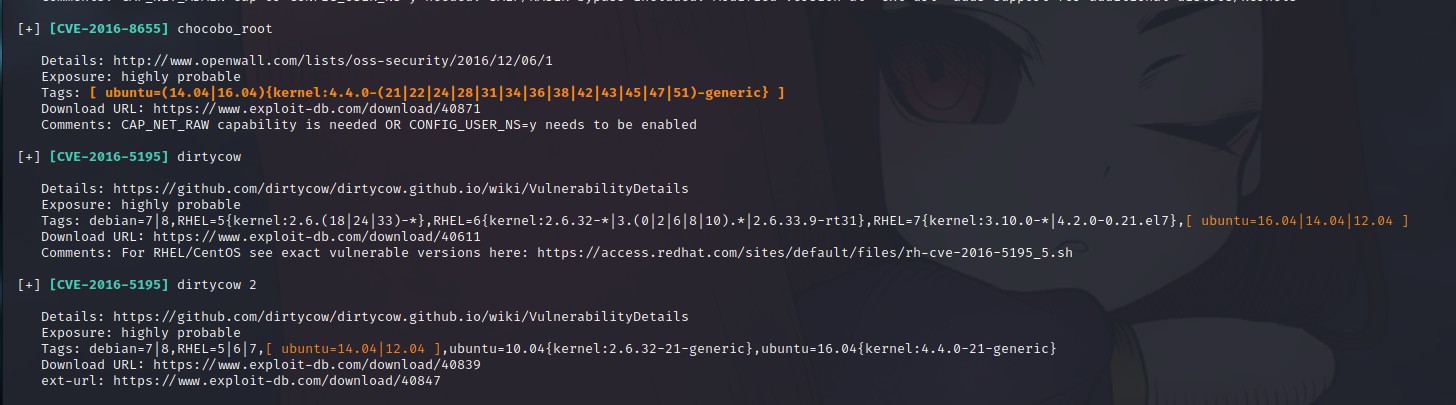 [+] [CVE-2016-8655] chocobo_root
Details: http://www.openwall.com/lists/oss-security/2016/12/06/1
Exposure: highly probable
Tags: [ ubuntu=(14.04|16.04){kernel:4.4.0-(21|22|24|28|31|34|36|38|42|43|45|47|51)-generic} ]
Download URL: https://www.exploit-db.com/download/40871
Comments: CAP_NET_RAW capability is needed OR CONFIG_USER_NS=y needs to be enabled
[+] [CVE-2016-5195] dirtycow
Details: https://github.com/dirtycow/dirtycow.github.io/wiki/VulnerabilityDetails
Exposure: highly probable
Tags: debian=7|8,RHEL=5{kernel:2.6.(18|24|33)-*},RHEL=6{kernel:2.6.32-*|3.(0|2|6|8|10).*|2.6.33.9-rt31},RHEL=7{kernel:3.10.0-*|4.2.0-0.21.el7},[ ubuntu=16.04|14.04|12.04 ]
Download URL: https://www.exploit-db.com/download/40611
Comments: For RHEL/CentOS see exact vulnerable versions here: https://access.redhat.com/sites/default/files/rh-cve-2016-5195_5.sh
[+] [CVE-2016-5195] dirtycow 2
Details: https://github.com/dirtycow/dirtycow.github.io/wiki/VulnerabilityDetails
Exposure: highly probable
Tags: debian=7|8,RHEL=5|6|7,[ ubuntu=14.04|12.04 ],ubuntu=10.04{kernel:2.6.32-21-generic},ubuntu=16.04{kernel:4.4.0-21-generic}
Download URL: https://www.exploit-db.com/download/40839
ext-url: https://www.exploit-db.com/download/40847